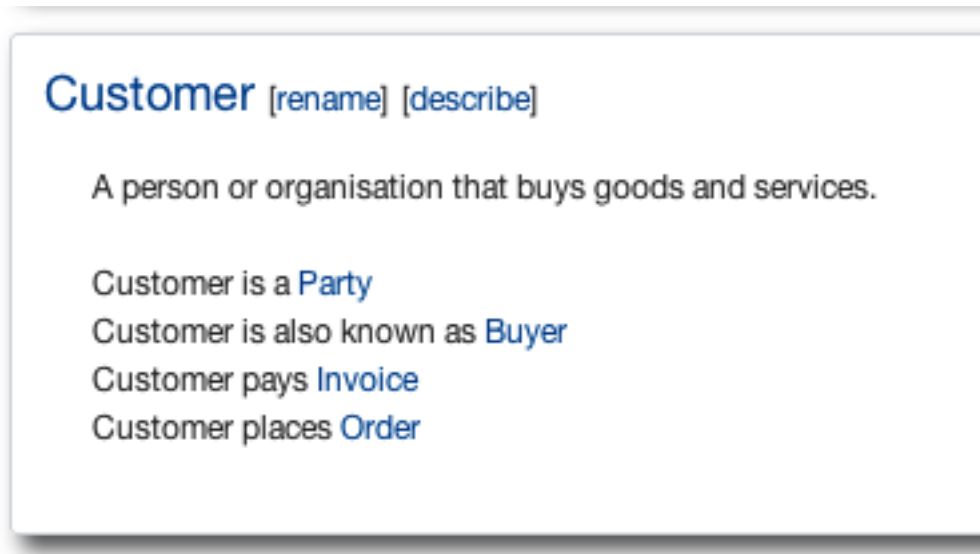 Customer [rename] [describe]
A person or organisation that buys goods and services.
Customer is a Party
Customer is also known as Buyer
Customer pays Invoice
Customer places Order